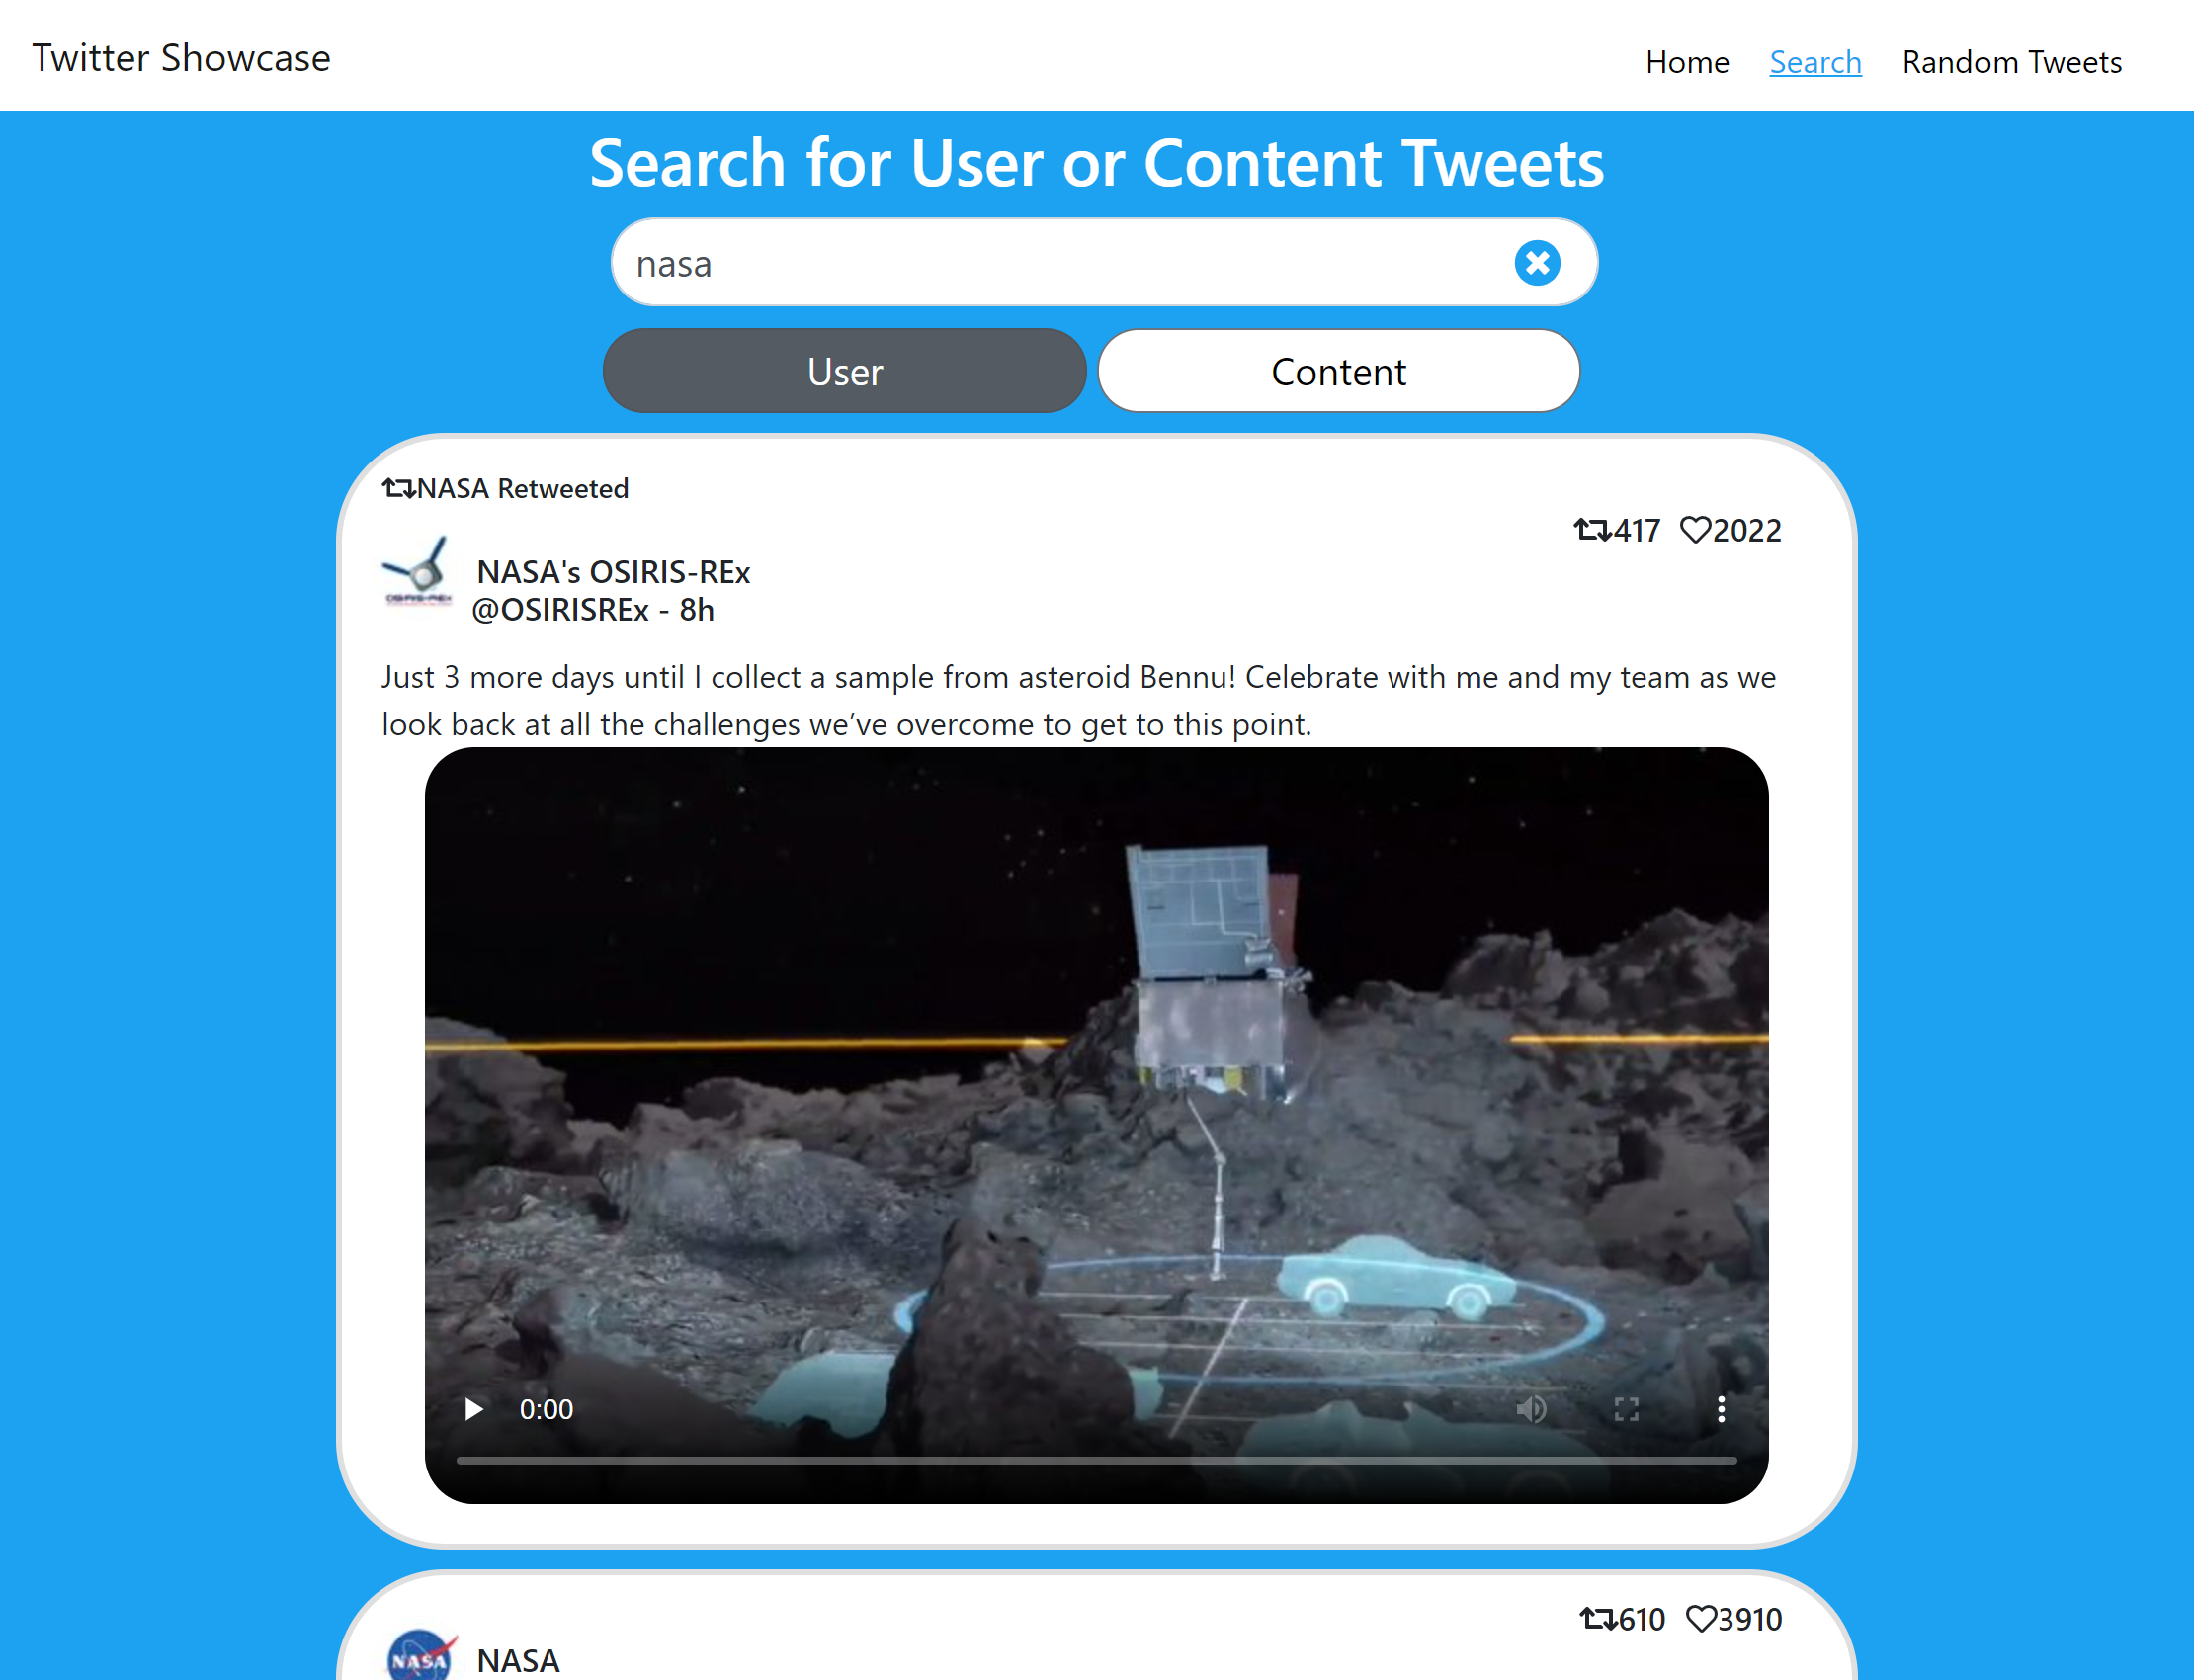 Twitter Showcase
Home Search Random Tweets
Search for User or Content Tweets
nasa
User Content
NASA Retweeted
417 2022
OSIRIS-REx
NASA's OSIRIS-REx
@OSIRISREx - 8h
Just 3 more days until I collect a sample from asteroid Bennu! Celebrate with me and my team as we
look back at all the challenges we’ve overcome to get to this point.
0:00
610 3910
NASA
NASA